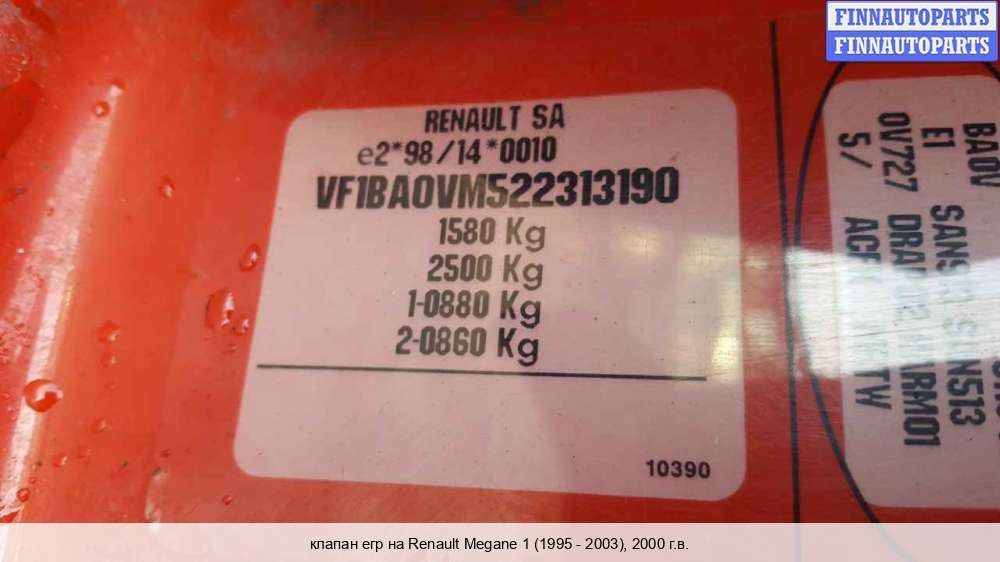 FINNAUTOPARTS
FINNAUTOPARTS
RENAULT SA
e2*98/14*0010
VF1BA0VM522313190
1580 Kg
2500 Kg
1-0880 Kg
2-0860 Kg
10390
BA0V
E1
0V727
5/
клапан егр на Renault Megane 1 (1995 - 2003), 2000 г.в.